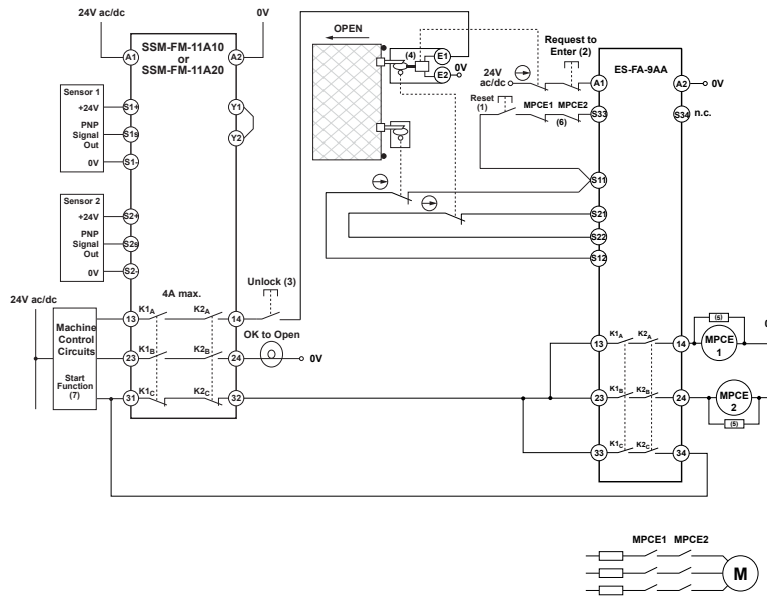 24V ac/dc
0V
SSM-FM-11A10
or
SSM-FM-11A20
A1
A2
Sensor 1
+24V
PNP
Signal
Out
0V
S1+
S1s
S1-
Y1
Y2
Sensor 2
+24V
PNP
Signal
Out
0V
S2+
S2s
S2-
24V ac/dc
Machine
Control
Circuits
Start
Function
(7)
4A max.
13
K1A
K2A
14
23
K1B
K2B
24
31
K1C
K2C
32
Unlock (3)
OK to Open
0V
OPEN
(4)
E1
E2
0V
Request to
Enter (2)
24V
ac/dc
Reset
(1)
MPCE1
MPCE2
(6)
ES-FA-9AA
A1
A2
0V
S33
S34
n.c.
S11
S21
S22
S12
13
K1A
K2A
14
23
K1B
K2B
24
33
K1C
K2C
34
(5)
MPCE
1
MPCE
2
(5)
MPCE1
MPCE2
M